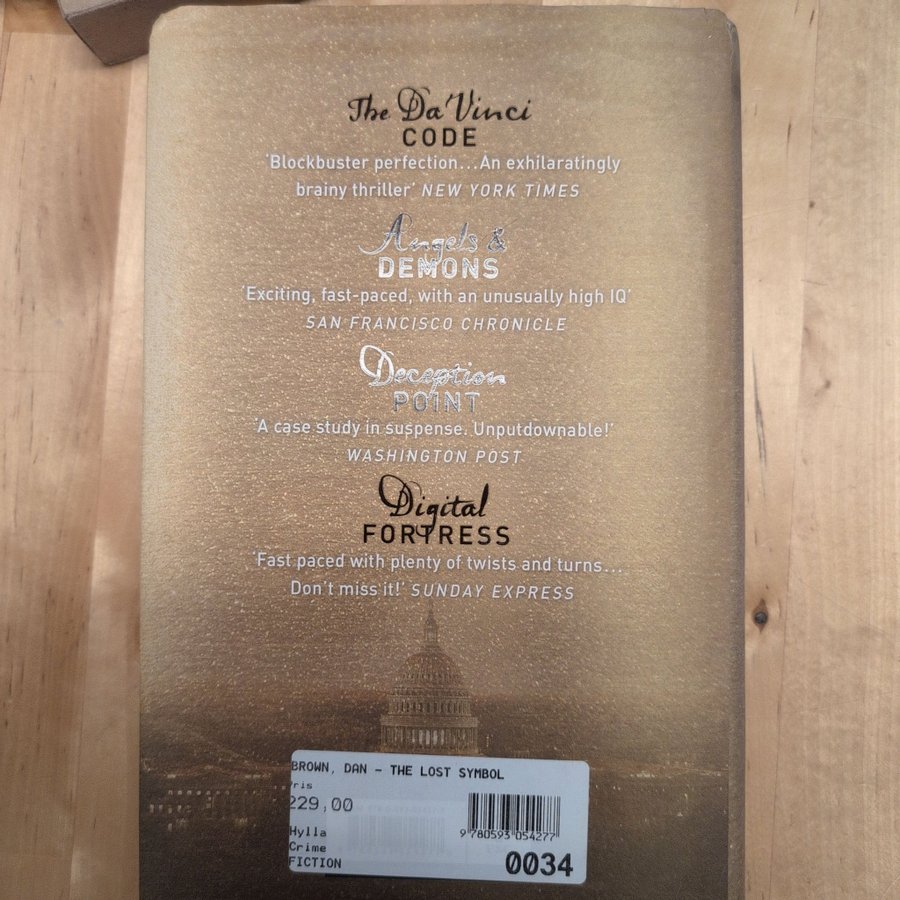 The Da Vinci
CODE
‘Blockbuster perfection...An exhilaratingly
brainy thriller’ NEW YORK TIMES
Angels &
DEMONS
‘Exciting, fast-paced, with an unusually high IQ’
SAN FRANCISCO CHRONICLE
Deception
POINT
‘A case study in suspense. Unputdownable!’
WASHINGTON POST
Digital
FORTRESS
‘Fast paced with plenty of twists and turns....
Don’t miss it!’ SUNDAY EXPRESS
BROWN, DAN - THE LOST SYMBOL
Pris
229,00
Hylla
Crime
FICTION
9 780593 054277
0034